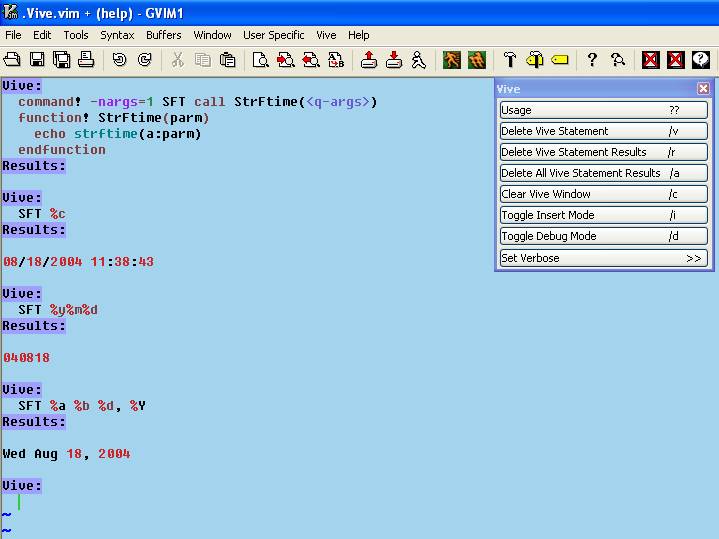 .Vive.vim + (help) - GVIM1
File Edit Tools Syntax Buffers Window User Specific Vive Help
Vive:
command! -nargs=1 SFT call StrFtime(<q-args>)
function! StrFtime(parm)
echo strftime(a:parm)
endfunction
Results:
Vive:
SFT %c
Results:
08/18/2004 11:38:43
Vive:
SFT %y%m%d
Results:
040818
Vive:
SFT %a %b %d, %Y
Results:
Wed Aug 18, 2004
Vive:
~
~
Vive
Usage ??
Delete Vive Statement /v
Delete Vive Statement Results /r
Delete All Vive Statement Results /a
Clear Vive Window /c
Toggle Insert Mode /i
Toggle Debug Mode /d
Set Verbose >>